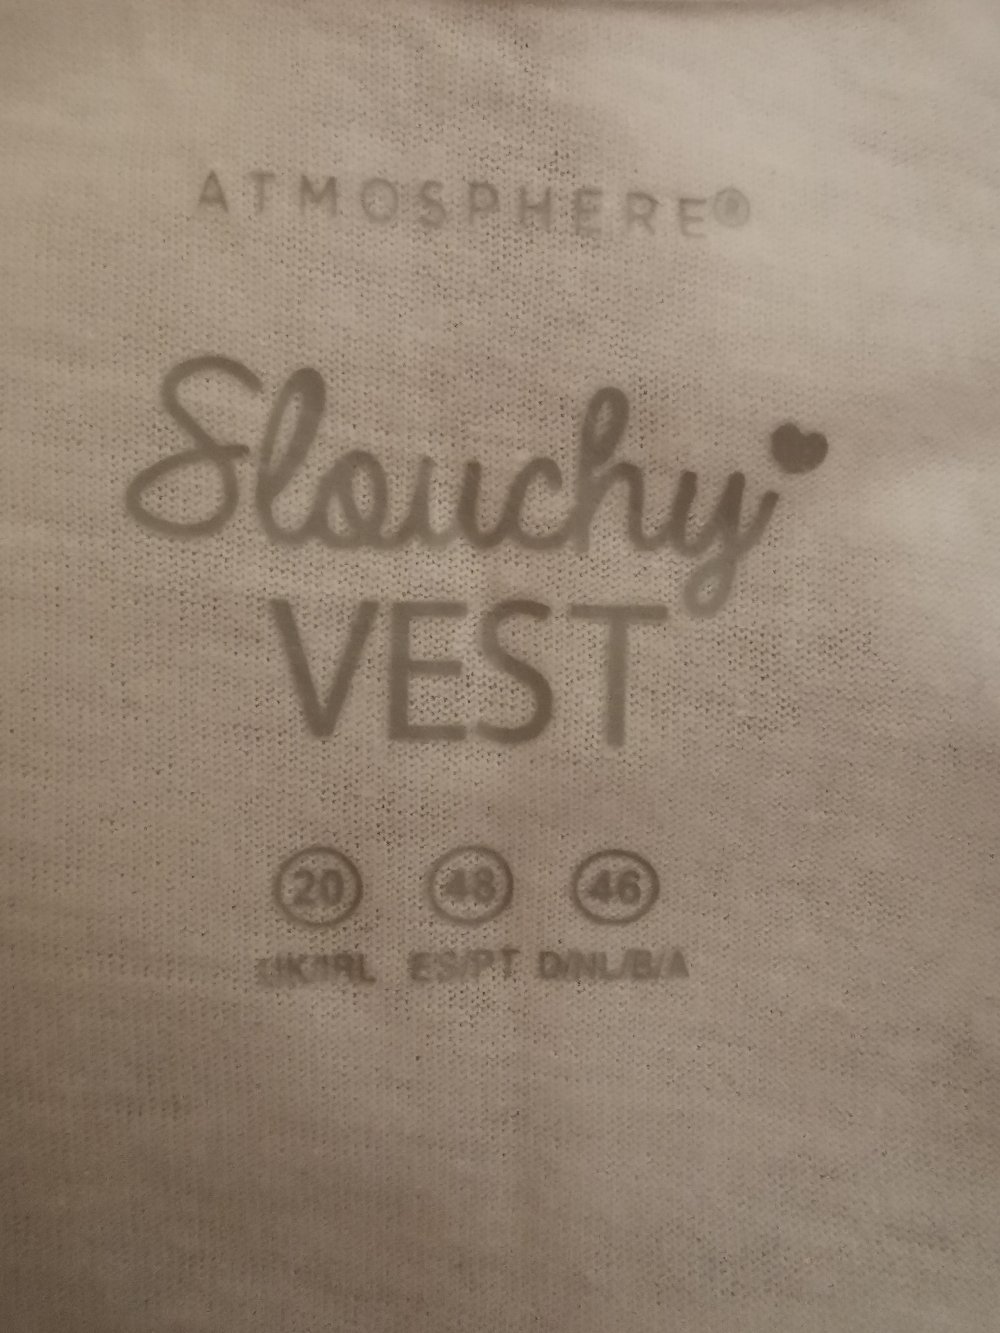 ATMOSPHERE®
Slouchy
VEST
20 48 46
UK/IRL ES/PT D/NL/B/A